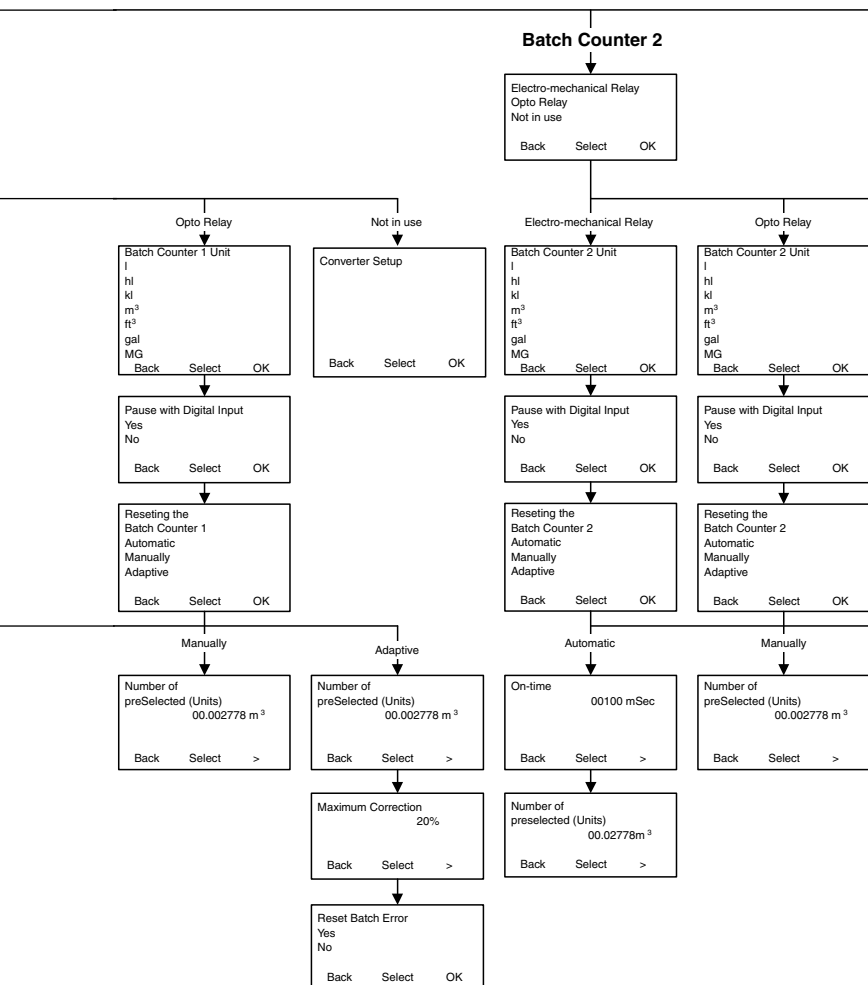 Batch Counter 2
Electro-mechanical Relay
Opto Relay
Not in use
Back Select OK
Opto Relay
Batch Counter 1 Unit
l
hl
kl
m³
ft³
gal
MG
Back Select OK
Pause with Digital Input
Yes
No
Back Select OK
Reseting the
Batch Counter 1
Automatic
Manually
Adaptive
Back Select OK
Not in use
Converter Setup
Back Select OK
Electro-mechanical Relay
Batch Counter 2 Unit
l
hl
kl
m³
ft³
gal
MG
Back Select OK
Pause with Digital Input
Yes
No
Back Select OK
Reseting the
Batch Counter 2
Automatic
Manually
Adaptive
Back Select OK
Opto Relay
Batch Counter 2 Unit
l
hl
kl
m³
ft³
gal
MG
Back Select OK
Pause with Digital Input
Yes
No
Back Select OK
Reseting the
Batch Counter 2
Automatic
Manually
Adaptive
Back Select OK
Manually
Number of
preSelected (Units)
00.002778 m ³
Back Select >
Adaptive
Number of
preSelected (Units)
00.002778 m ³
Back Select >
Maximum Correction
20%
Back Select >
Reset Batch Error
Yes
No
Back Select OK
Automatic
On-time
00100 mSec
Back Select >
Number of
preselected (Units)
00.02778m ³
Back Select >
Manually
Number of
preSelected (Units)
00.002778 m ³
Back Select >